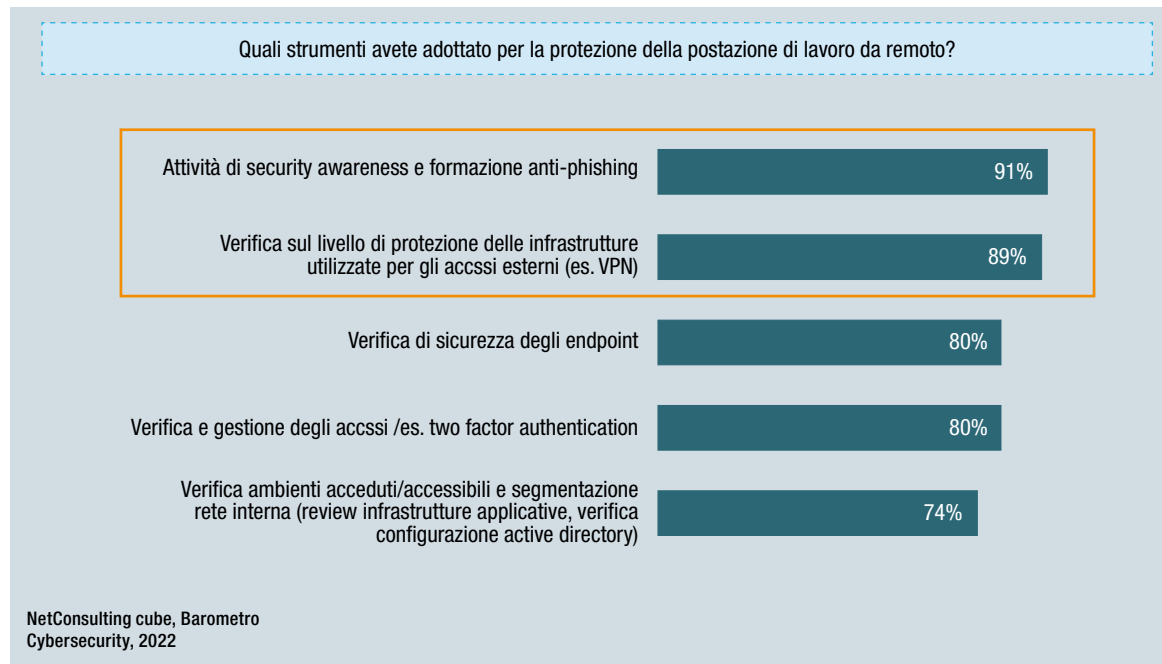 Quali strumenti avete adottato per la protezione della postazione di lavoro da remoto?
Attività di security awareness e formazione anti-phishing
91%
Verifica sul livello di protezione delle infrastrutture
utilizzate per gli accssi esterni (es. VPN)
89%
Verifica di sicurezza degli endpoint
80%
Verifica e gestione degli accssi /es. two factor authentication
80%
Verifica ambienti acceduti/accessibili e segmentazione
rete interna (review infrastrutture applicative, verifica
configurazione active directory)
74%
NetConsulting cube, Barometro
Cybersecurity, 2022